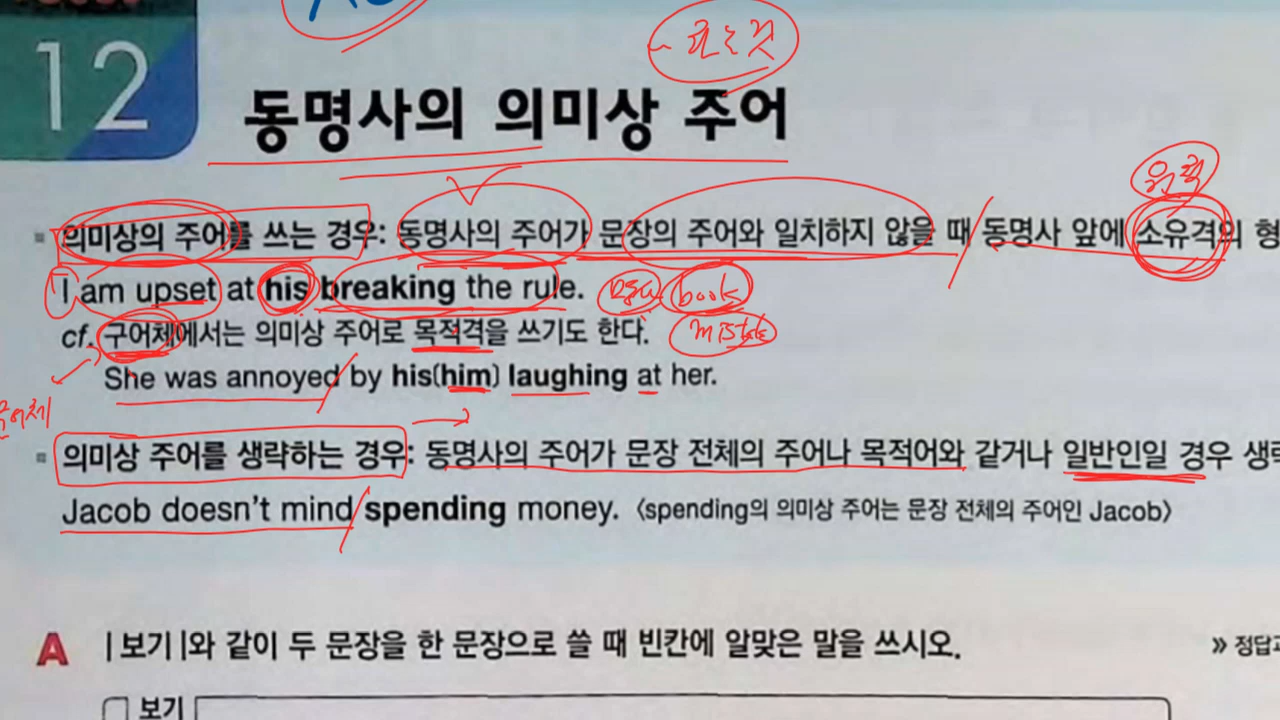 12
동명사의 의미상 주어
의미상의 주어를 쓰는 경우: 동명사의 주어가 문장의 주어와 일치하지 않을 때 동명사 앞에 소유격의 형
원칙
I am upset at his breaking the rule.
book
cf. 구어체에서는 의미상 주어로 목적격을 쓰기도 한다.
She was annoyed by his(him) laughing at her.
의미상 주어를 생략하는 경우: 동명사의 주어가 문장 전체의 주어나 목적어와 같거나 일반인일 경우 생략
Jacob doesn't mind spending money. <spending의 의미상 주어는 문장 전체의 주어인 Jacob>
A |보기|와 같이 두 문장을 한 문장으로 쓸 때 빈칸에 알맞은 말을 쓰시오.
» 정답과
보기